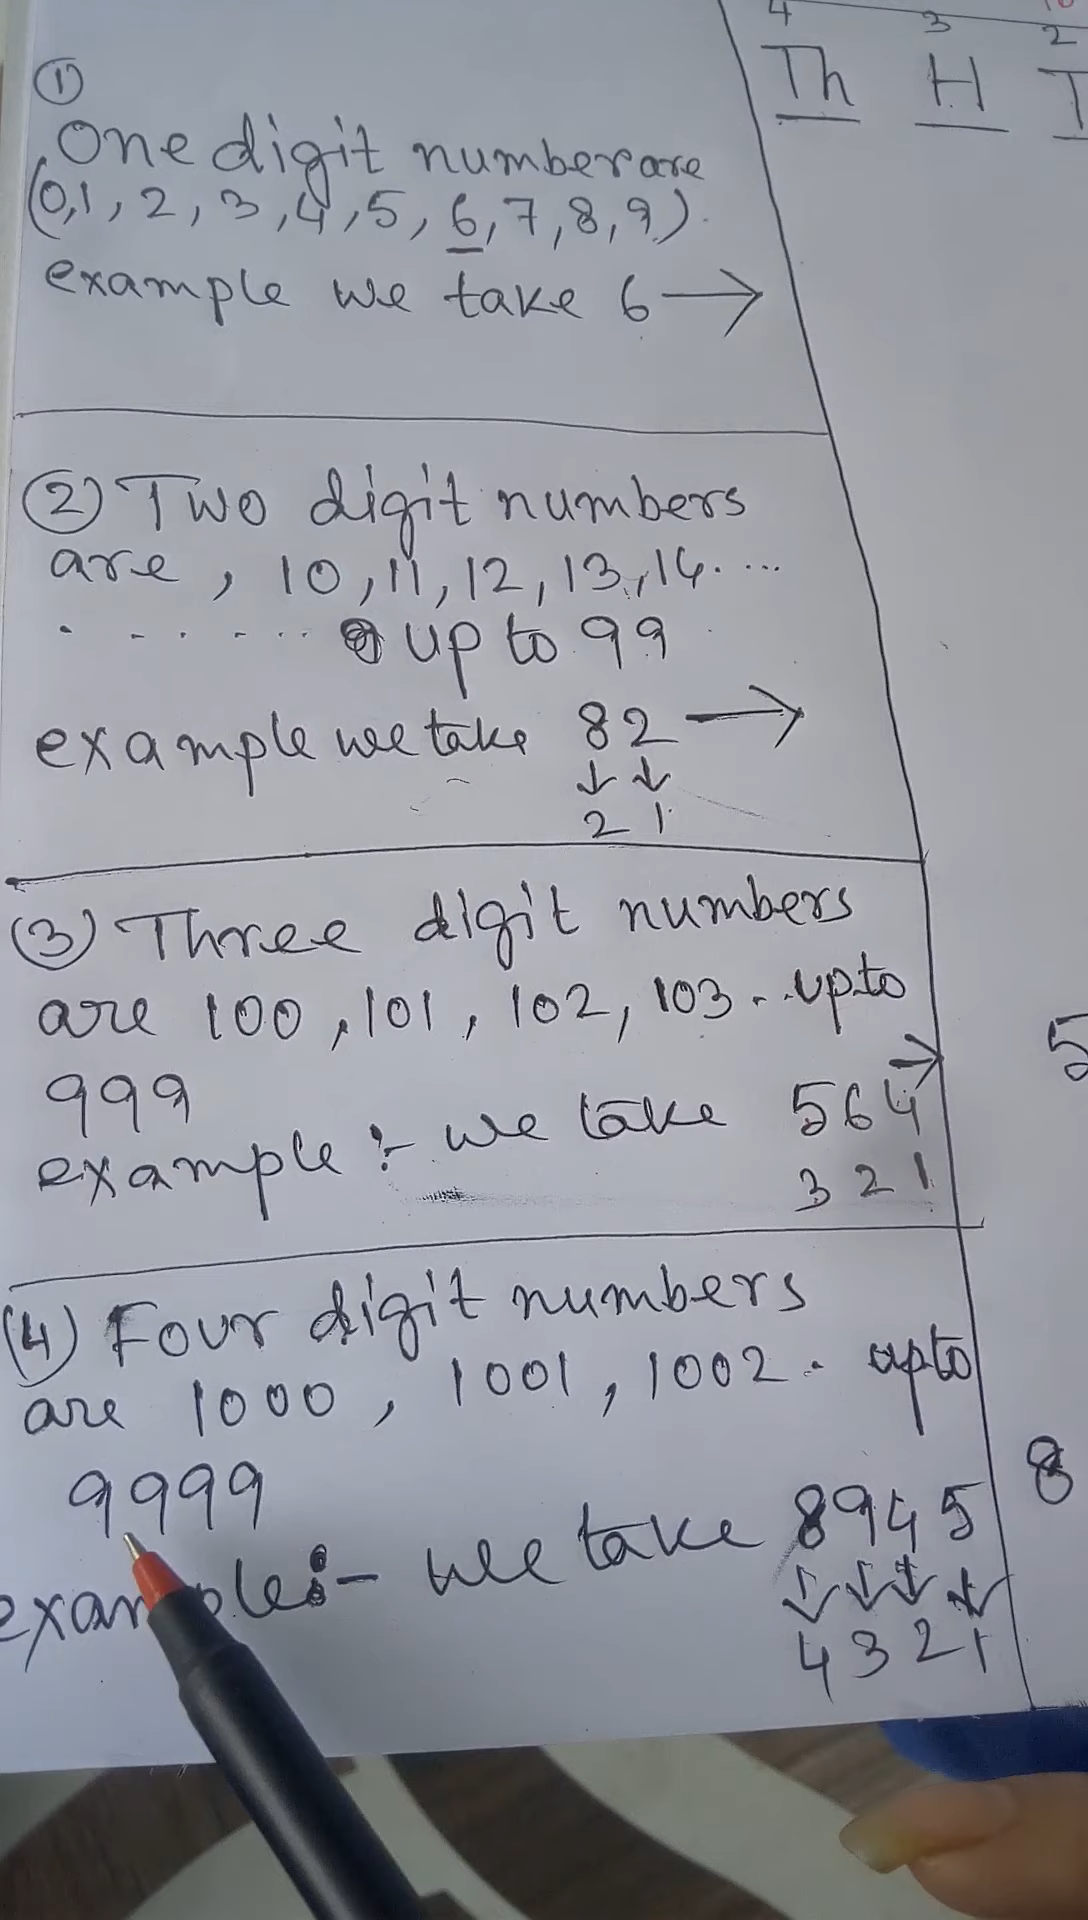 4 3 2
Th H T
①
One digit number are
(0,1, 2, 3, 4, 5, 6, 7, 8, 9).
example we take 6 →
② Two digit numbers
are, 10, 11, 12, 13, 14. ...
. . . . . . . up to 99
example we take 82 →
↓ ↓
2 1
③ Three digit numbers
are 100, 101, 102, 103 - .. upto
999
example :- we take 564 →
3 2 1
5
(4) Four digit numbers
are 1000, 1001, 1002 - upto
9999
example :- we take 8945
↓ ↓ ↓ ↓
4 3 2 1
8